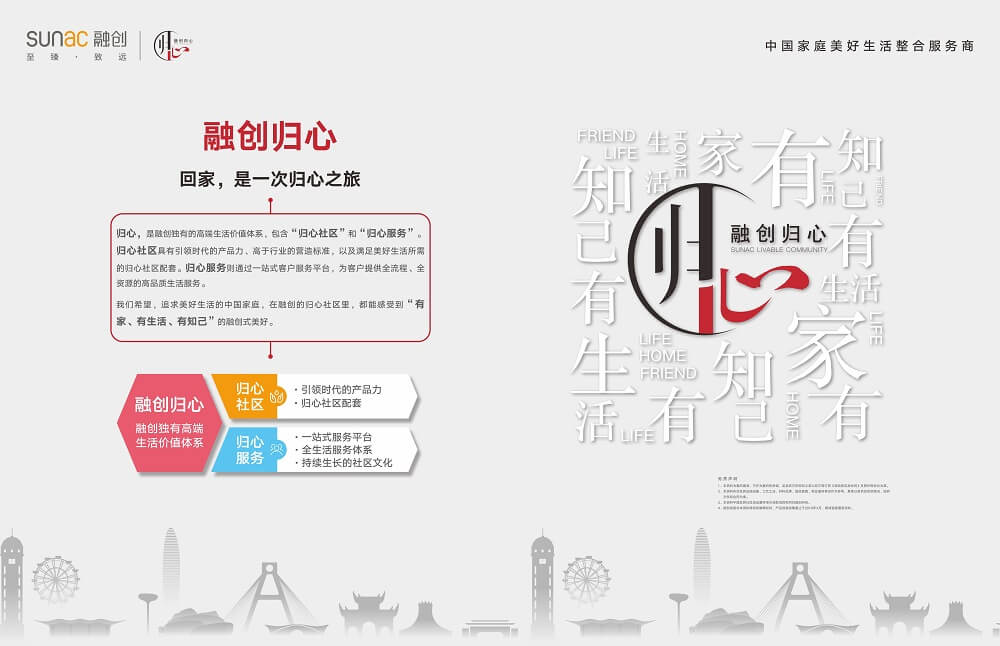 sunac 融创
至臻·致远
归心
融创归心
中国家庭美好生活整合服务商
融创归心
回家，是一次归心之旅
归心，是融创独有的高端生活价值体系，包含“归心社区”和“归心服务”。
归心社区具有引领时代的产品力、高于行业的营造标准，以及满足美好生活所需
的归心社区配套。归心服务则通过一站式客户服务平台，为客户提供全流程、全
资源的高品质生活服务。
我们希望，追求美好生活的中国家庭，在融创的归心社区里，都能感受到“有
家、有生活、有知己”的融创式美好。
融创归心
融创独有高端
生活价值体系
归心
社区
·引领时代的产品力
·归心社区配套
归心
服务
·一站式服务平台
·全生活服务体系
·持续生长的社区文化
FRIEND
LIFE
生活
HOME
家
有
LIFE
知己
FRIEND
知己
有
归心
融创归心
SUNAC LIVABLE COMMUNITY
有
生活
生活
LIFE
HOME
FRIEND
家
LIFE
LIFE
有
知己
HOME
有
免责声明